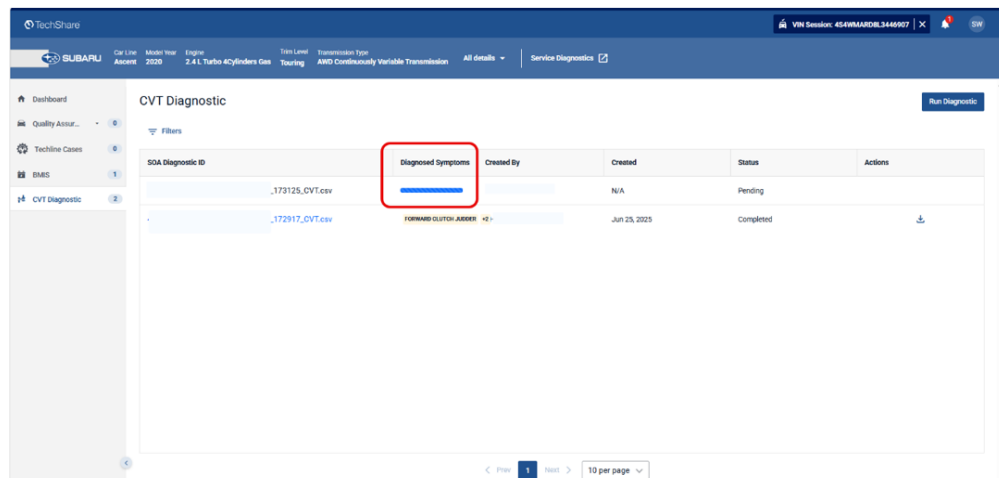 TechShare
VIN Session: 4S4WMARD8L3446907
1
SW
SUBARU
Car Line Model Year Engine Trim Level Transmission Type
Ascent 2020 2.4 L Turbo 4Cylinders Gas Touring AWD Continuously Variable Transmission
All details
Service Diagnostics
Dashboard
Quality Assur... 0
Techline Cases 0
BMIS 1
CVT Diagnostic 2
CVT Diagnostic
Run Diagnostic
Filters
SOA Diagnostic ID Diagnosed Symptoms Created By Created Status Actions
_173125_CVT.csv N/A Pending
_172917_CVT.csv FORWARD CLUTCH JUDDER +2 Jun 25, 2025 Completed
Prev 1 Next 10 per page